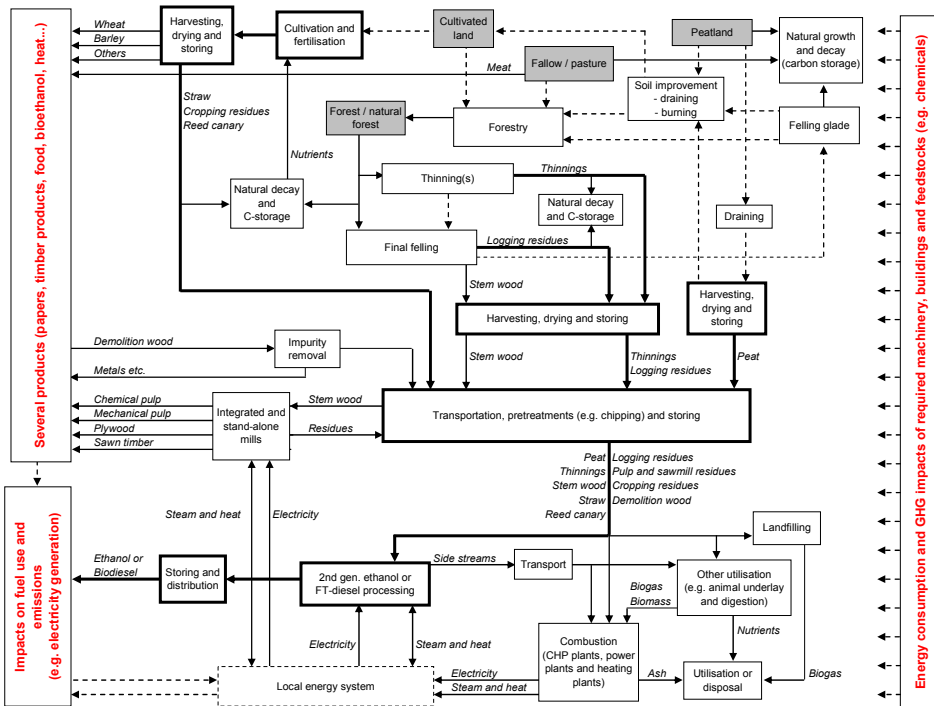 Several products (papers, timber products, food, bioethanol, heat...)
Impacts on fuel use and
emissions
(e.g. electricity generation)
Energy consumption and GHG impacts of required machinery, buildings and feedstocks (e.g. chemicals)
Wheat
Barley
Others
Harvesting,
drying and
storing
Cultivation and
fertilisation
Cultivated
land
Peatland
Natural growth
and decay
(carbon storage)
Meat
Fallow / pasture
Straw
Cropping residues
Reed canary
Soil improvement
- draining
- burning
Forest / natural
forest
Forestry
Felling glade
Nutrients
Thinning(s)
Thinnings
Natural decay
and
C-storage
Natural decay
and C-storage
Draining
Final felling
Logging residues
Stem wood
Harvesting, drying and storing
Harvesting,
drying and
storing
Demolition wood
Impurity
removal
Stem wood
Thinnings
Logging residues
Peat
Metals etc.
Chemical pulp
Mechanical pulp
Plywood
Sawn timber
Integrated and
stand-alone
mills
Stem wood
Residues
Transportation, pretreatments (e.g. chipping) and storing
Peat
Thinnings
Stem wood
Straw
Reed canary
Logging residues
Pulp and sawmill residues
Cropping residues
Demolition wood
Steam and heat
Electricity
Landfilling
Ethanol or
Biodiesel
Storing and
distribution
2nd gen. ethanol or
FT-diesel processing
Side streams
Transport
Other utilisation
(e.g. animal underlay
and digestion)
Biogas
Biomass
Electricity
Steam and heat
Combustion
(CHP plants, power
plants and heating
plants)
Nutrients
Local energy system
Electricity
Steam and heat
Ash
Utilisation or
disposal
Biogas